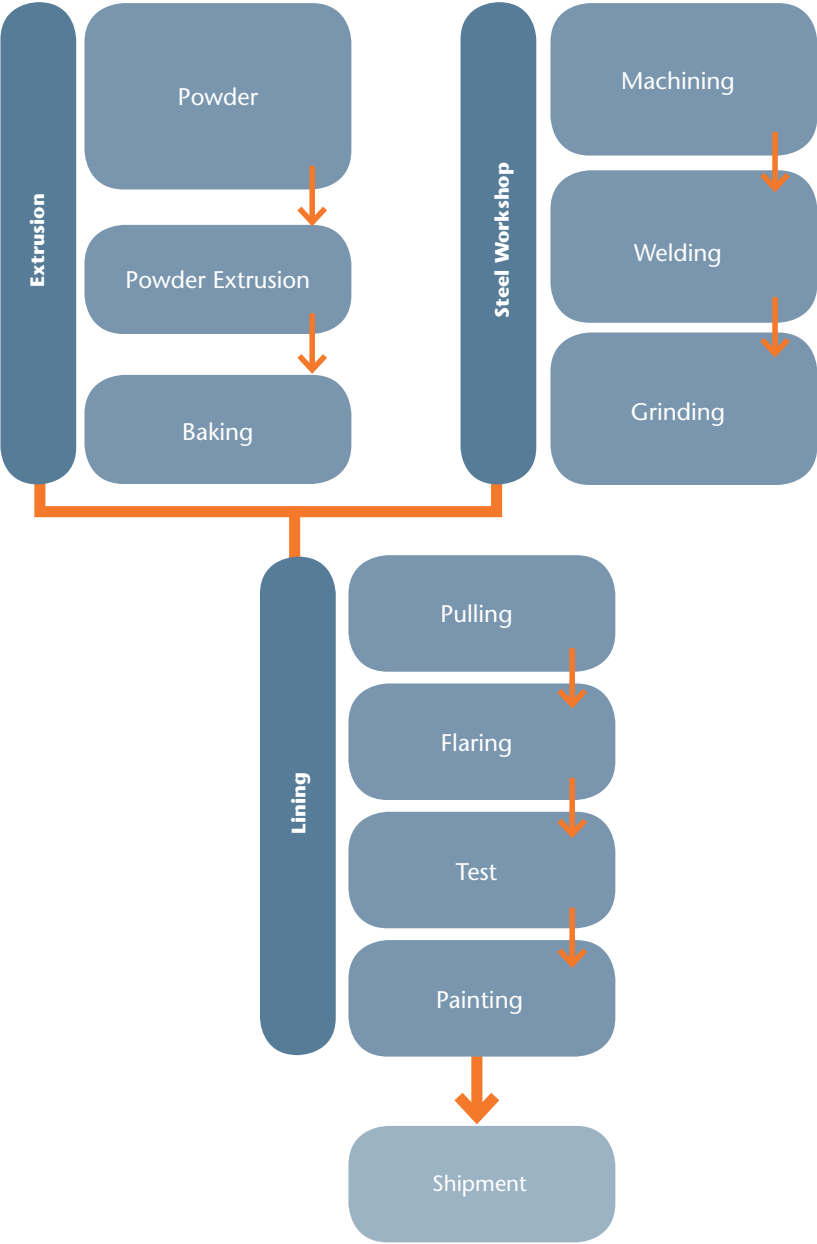 Extrusion
Powder
Powder Extrusion
Baking
Steel Workshop
Machining
Welding
Grinding
Lining
Pulling
Flaring
Test
Painting
Shipment